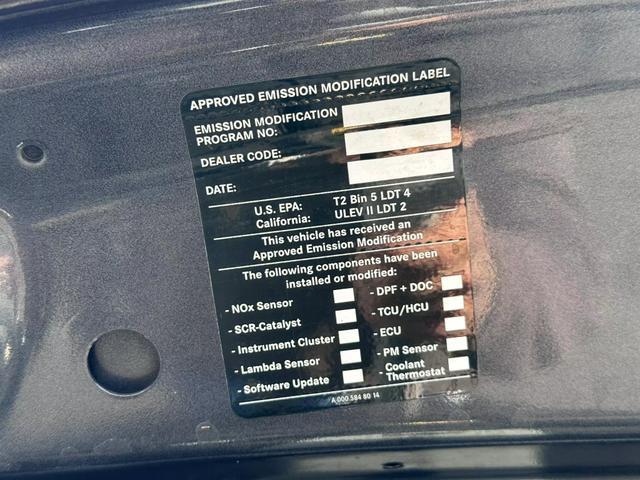 APPROVED EMISSION MODIFICATION LABEL
EMISSION MODIFICATION
PROGRAM NO:
DEALER CODE:
DATE:
U.S. EPA: T2 Bin 5 LDT 4
California: ULEV II LDT 2
This vehicle has received an
Approved Emission Modification
The following components have been
installed or modified:
- NOx Sensor
- SCR-Catalyst
- Instrument Cluster
- Lambda Sensor
- Software Update
- DPF + DOC
- TCU/HCU
- ECU
- PM Sensor
- Coolant
Thermostat
A 000 584 80 14